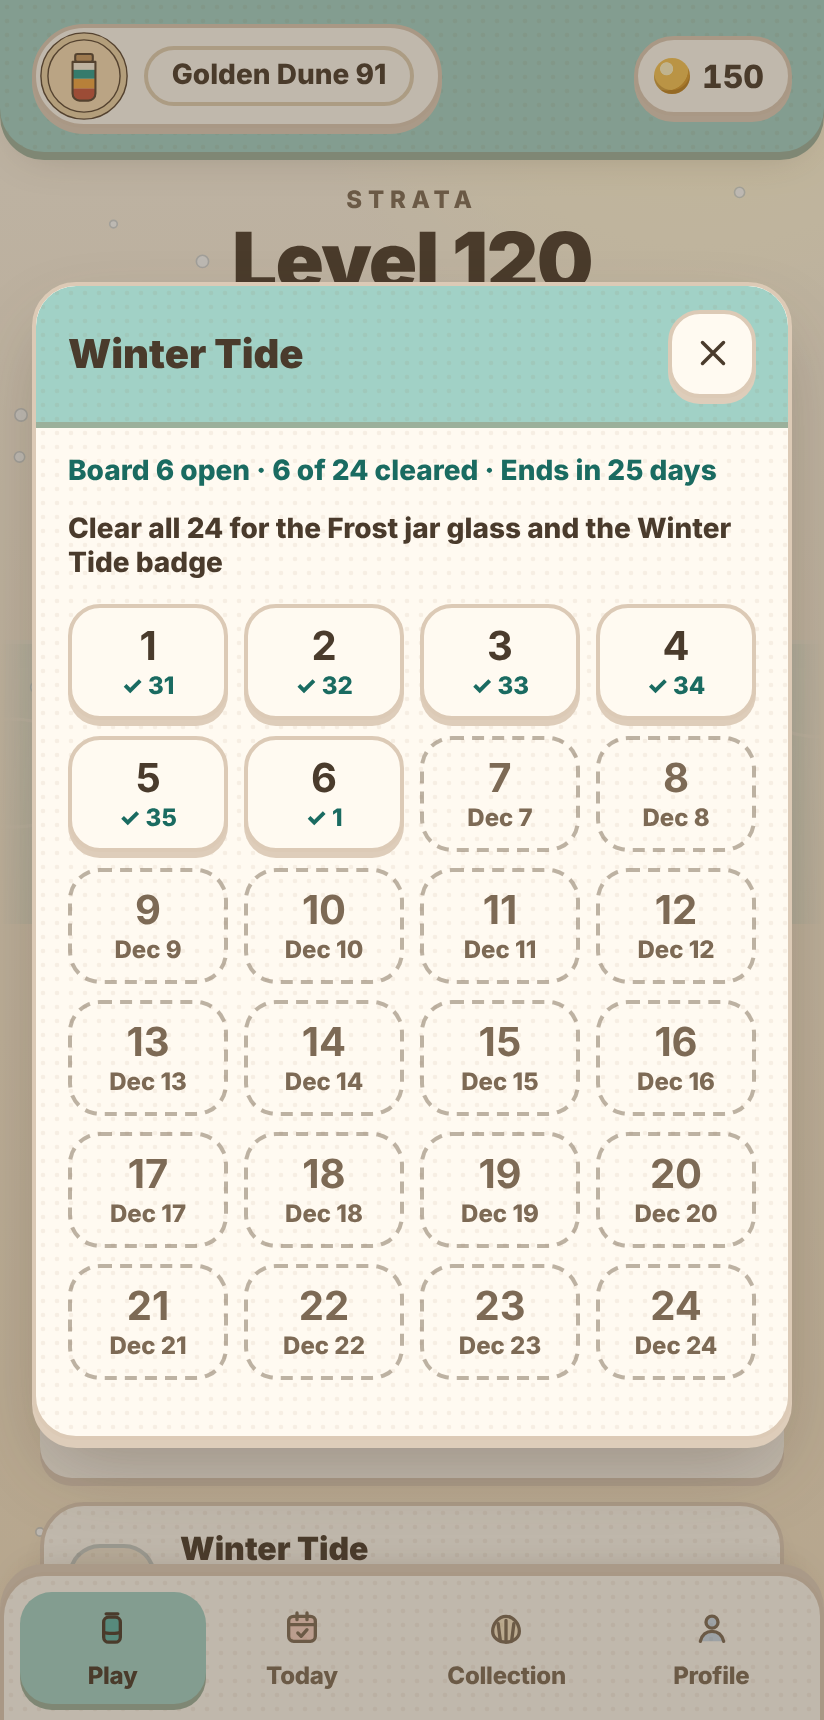 Golden Dune 91
150
STRATA
Level 120
Winter Tide
Board 6 open · 6 of 24 cleared · Ends in 25 days
Clear all 24 for the Frost jar glass and the Winter
Tide badge
1 2 3 4
✓ 31 ✓ 32 ✓ 33 ✓ 34
5 6 7 8
✓ 35 ✓ 1 Dec 7 Dec 8
9 10 11 12
Dec 9 Dec 10 Dec 11 Dec 12
13 14 15 16
Dec 13 Dec 14 Dec 15 Dec 16
17 18 19 20
Dec 17 Dec 18 Dec 19 Dec 20
21 22 23 24
Dec 21 Dec 22 Dec 23 Dec 24
Winter Tide
Play Today Collection Profile